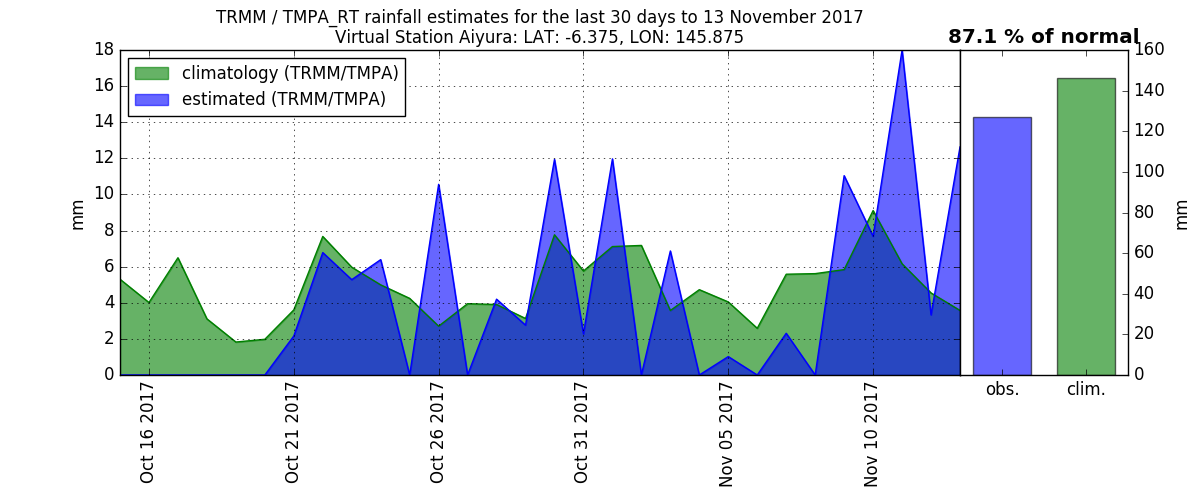 TRMM / TMPA_RT rainfall estimates for the last 30 days to 13 November 2017
Virtual Station Aiyura: LAT: -6.375, LON: 145.875
87.1 % of normal
climatology (TRMM/TMPA)
estimated (TRMM/TMPA)
mm
18
16
14
12
10
8
6
4
2
0
Oct 16 2017
Oct 21 2017
Oct 26 2017
Oct 31 2017
Nov 05 2017
Nov 10 2017
obs.
clim.
160
140
120
100
80
60
40
20
0
mm